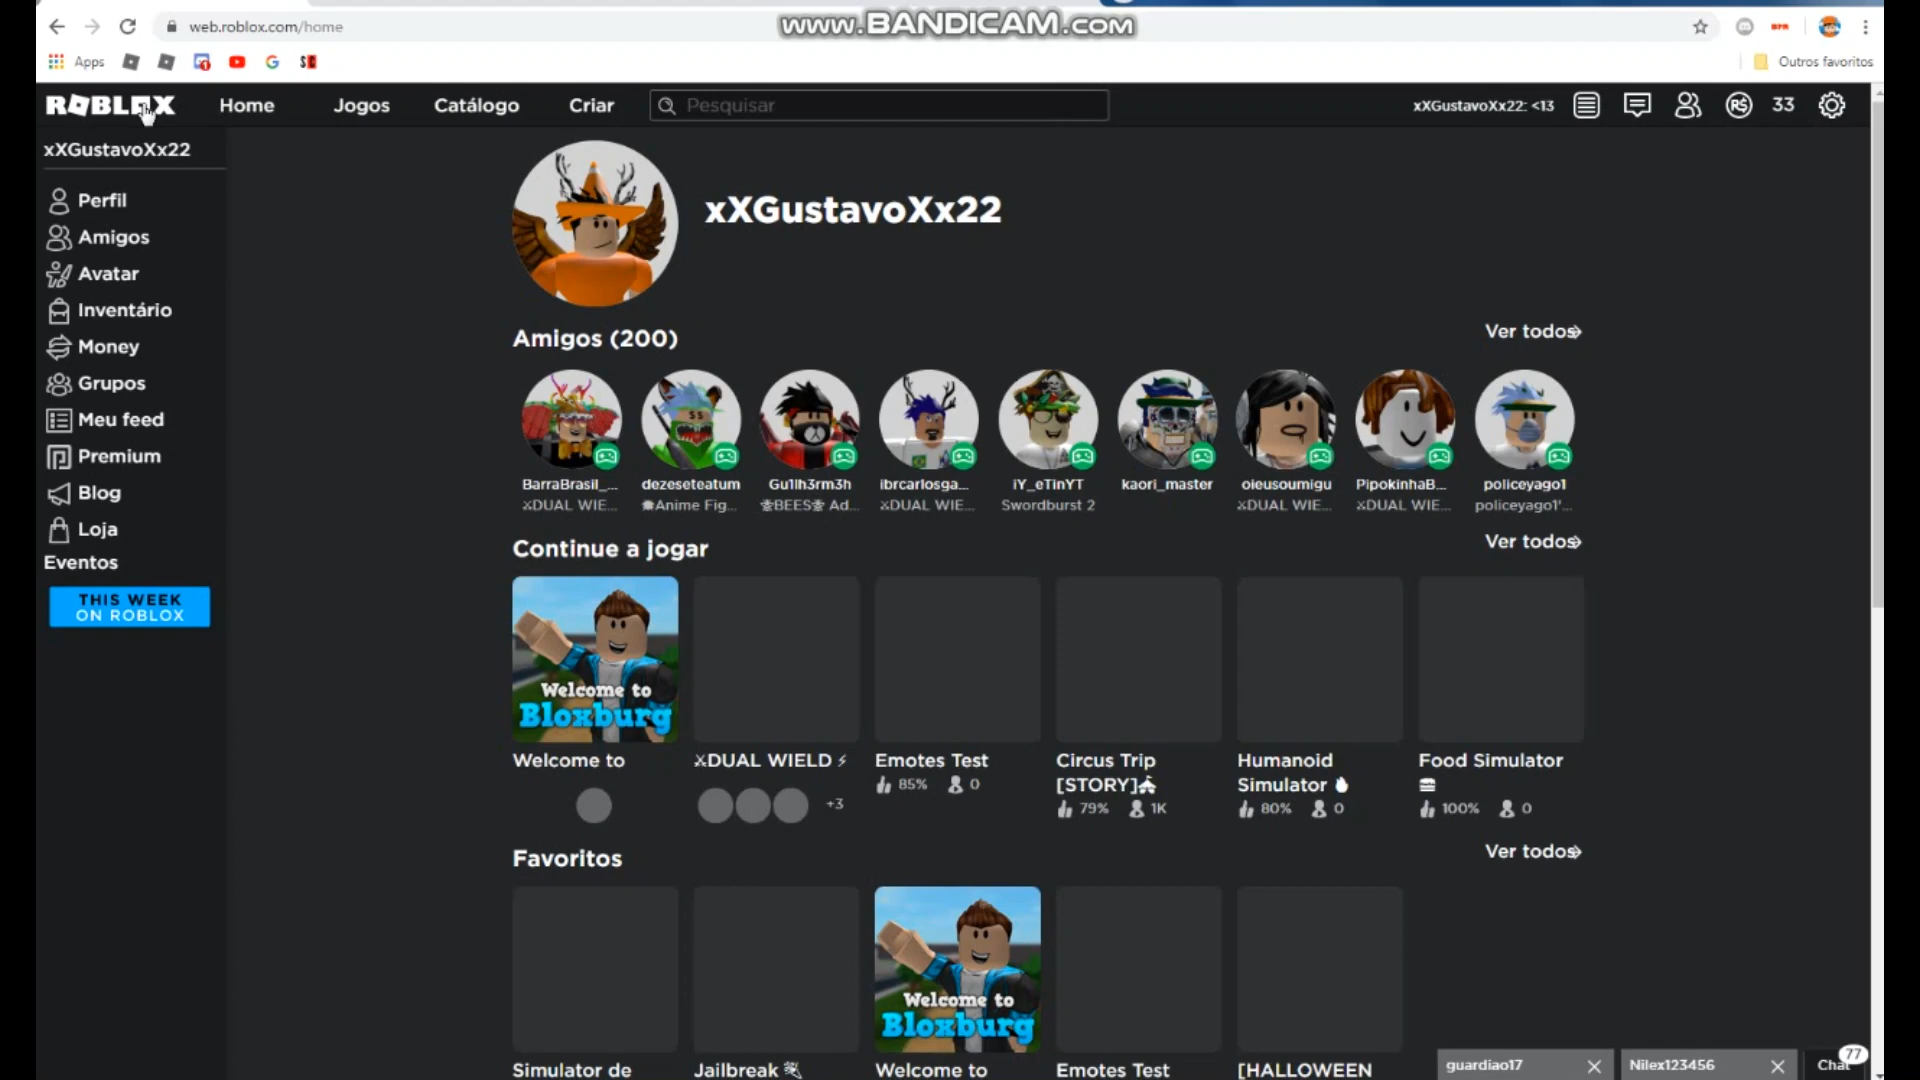 web.roblox.com/home
www.BANDICAM.com
Apps
Outros favoritos
ROBLOX
Home
Jogos
Catálogo
Criar
Pesquisar
xXGustavoXx22: <13
33
xXGustavoXx22
Perfil
Amigos
Avatar
Inventário
Money
Grupos
Meu feed
Premium
Blog
Loja
Eventos
THIS WEEK
ON ROBLOX
xXGustavoXx22
Amigos (200)
Ver todos
BarraBrasil_...
dezeseteatum
Gu1lh3rm3h
ibrcarlosga...
iY_eTinYT
kaori_master
oieusoumigu
PipokinhaB...
policeyago1
⚔DUAL WIE...
Anime Fig...
BEES Ad...
⚔DUAL WIE...
Swordburst 2
⚔DUAL WIE...
⚔DUAL WIE...
policeyago1'...
Continue a jogar
Ver todos
Welcome to
Bloxburg
Welcome to
⚔DUAL WIELD ⚡
+3
Emotes Test
85%
0
Circus Trip
[STORY]🎪
79%
1K
Humanoid
Simulator
80%
0
Food Simulator
🍔
100%
0
Favoritos
Ver todos
Welcome to
Bloxburg
Simulator de
Jailbreak
Welcome to
Emotes Test
[HALLOWEEN
guardiao17
Nilex123456
Chat
77